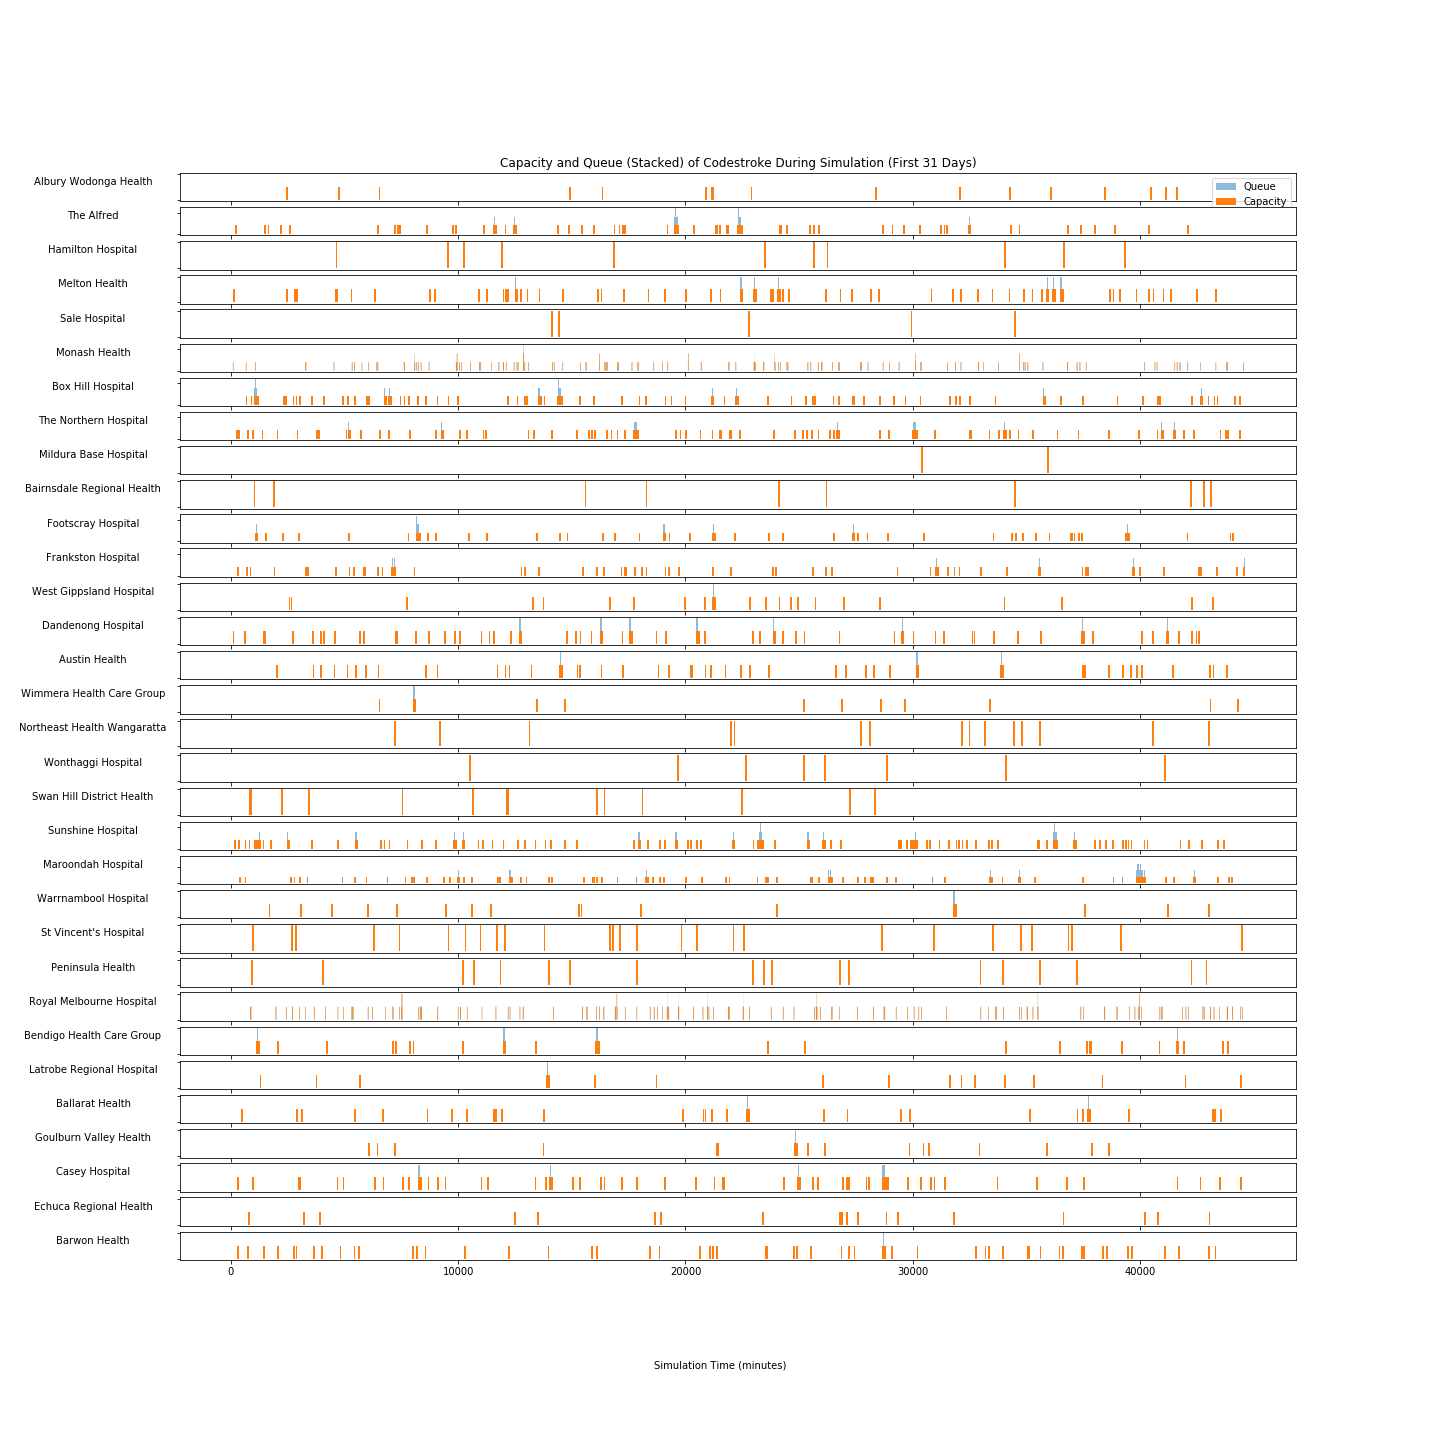 Capacity and Queue (Stacked) of Codestroke During Simulation (First 31 Days)
Albury Wodonga Health
Queue
Capacity
The Alfred
Hamilton Hospital
Melton Health
Sale Hospital
Monash Health
Box Hill Hospital
The Northern Hospital
Mildura Base Hospital
Bairnsdale Regional Health
Footscray Hospital
Frankston Hospital
West Gippsland Hospital
Dandenong Hospital
Austin Health
Wimmera Health Care Group
Northeast Health Wangaratta
Wonthaggi Hospital
Swan Hill District Health
Sunshine Hospital
Maroondah Hospital
Warrnambool Hospital
St Vincent's Hospital
Peninsula Health
Royal Melbourne Hospital
Bendigo Health Care Group
Latrobe Regional Hospital
Ballarat Health
Goulburn Valley Health
Casey Hospital
Echuca Regional Health
Barwon Health
0 10000 20000 30000 40000
Simulation Time (minutes)